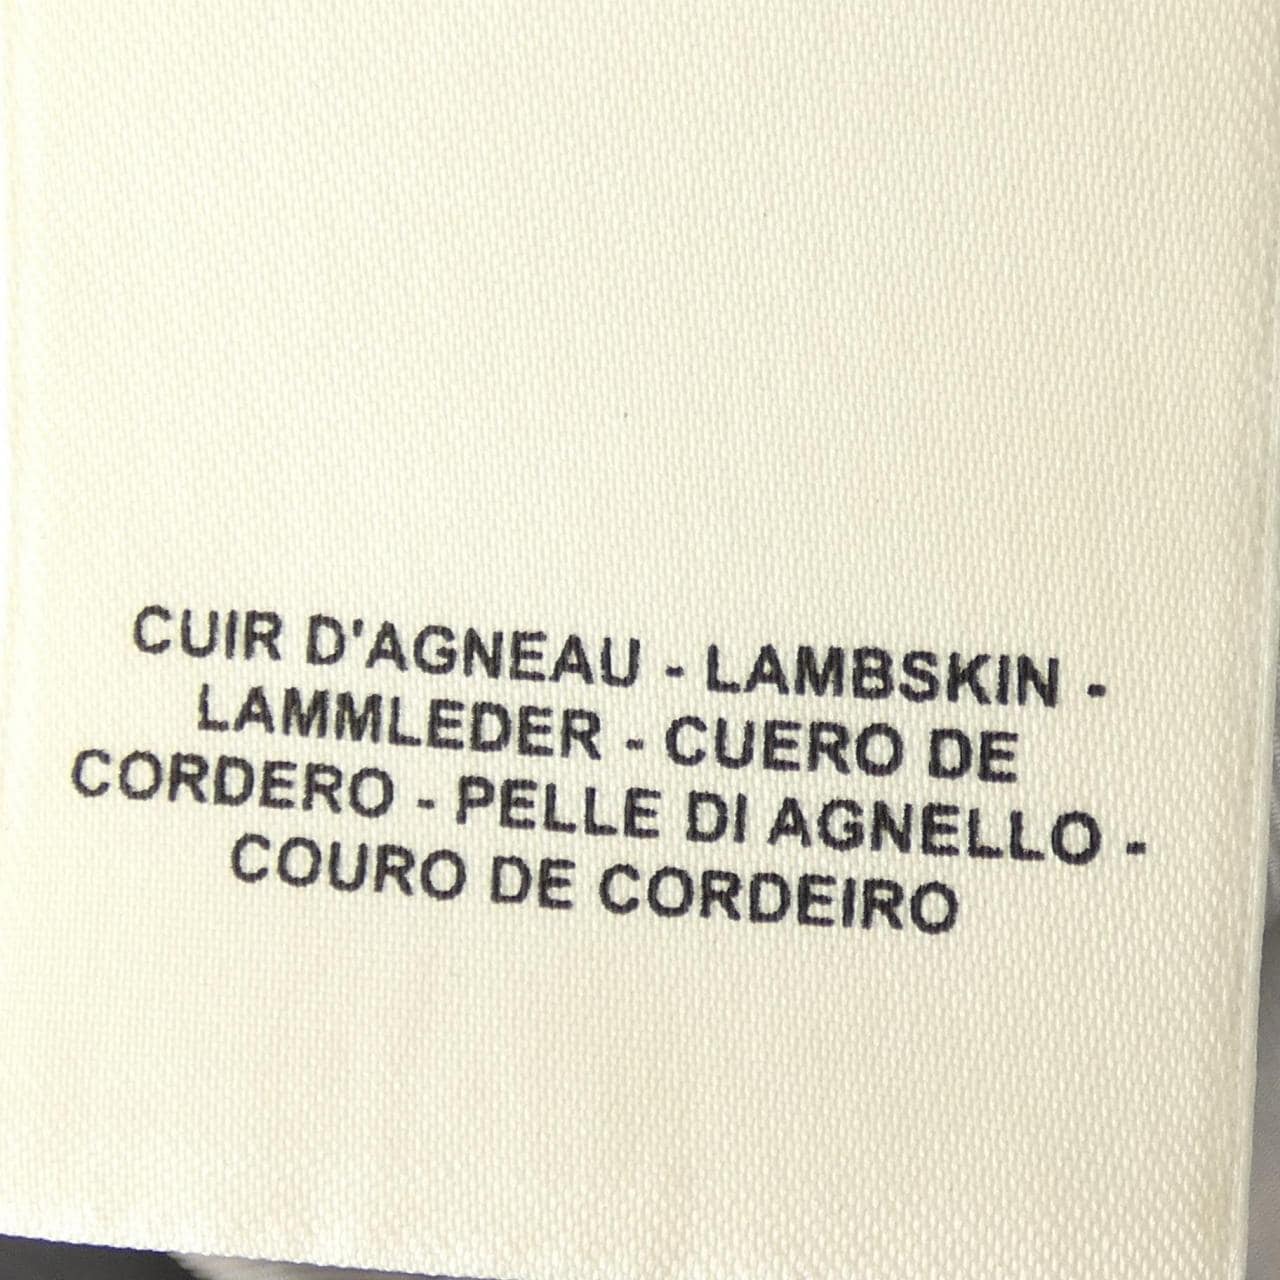 CUIR D'AGNEAU - LAMBSKIN -
LAMMLEDER - CUERO DE
CORDERO - PELLE DI AGNELLO -
COURO DE CORDEIRO